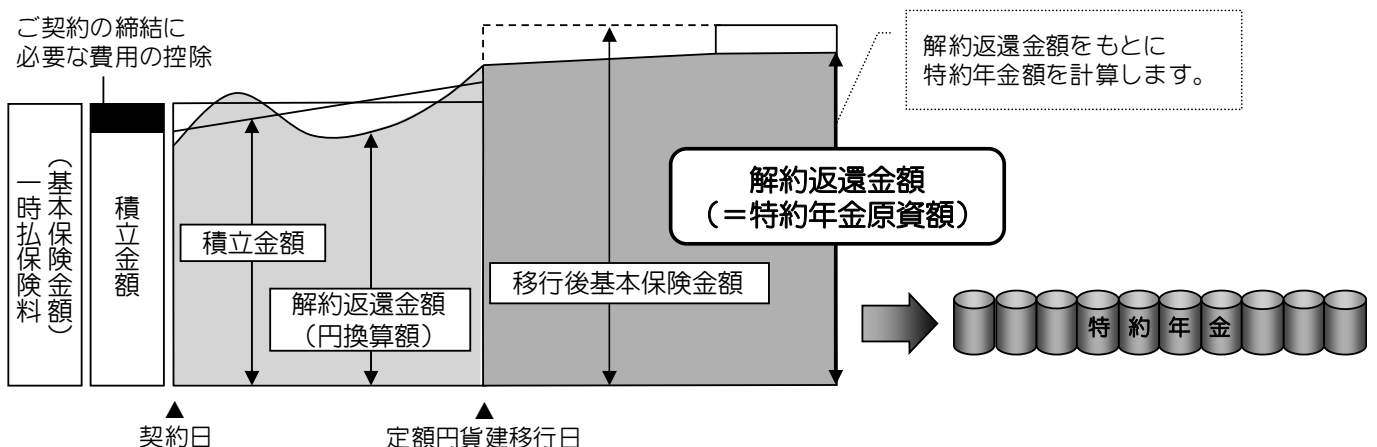 ご契約の締結に
必要な費用の控除
解約返還金額をもとに
特約年金額を計算します。
一時払保険料
（基本保険金額）
積立金額
積立金額
解約返還金額
（円換算額）
移行後基本保険金額
解約返還金額
（＝特約年金原資額）
特約年金
▲
契約日
▲
定額円貨建移行日